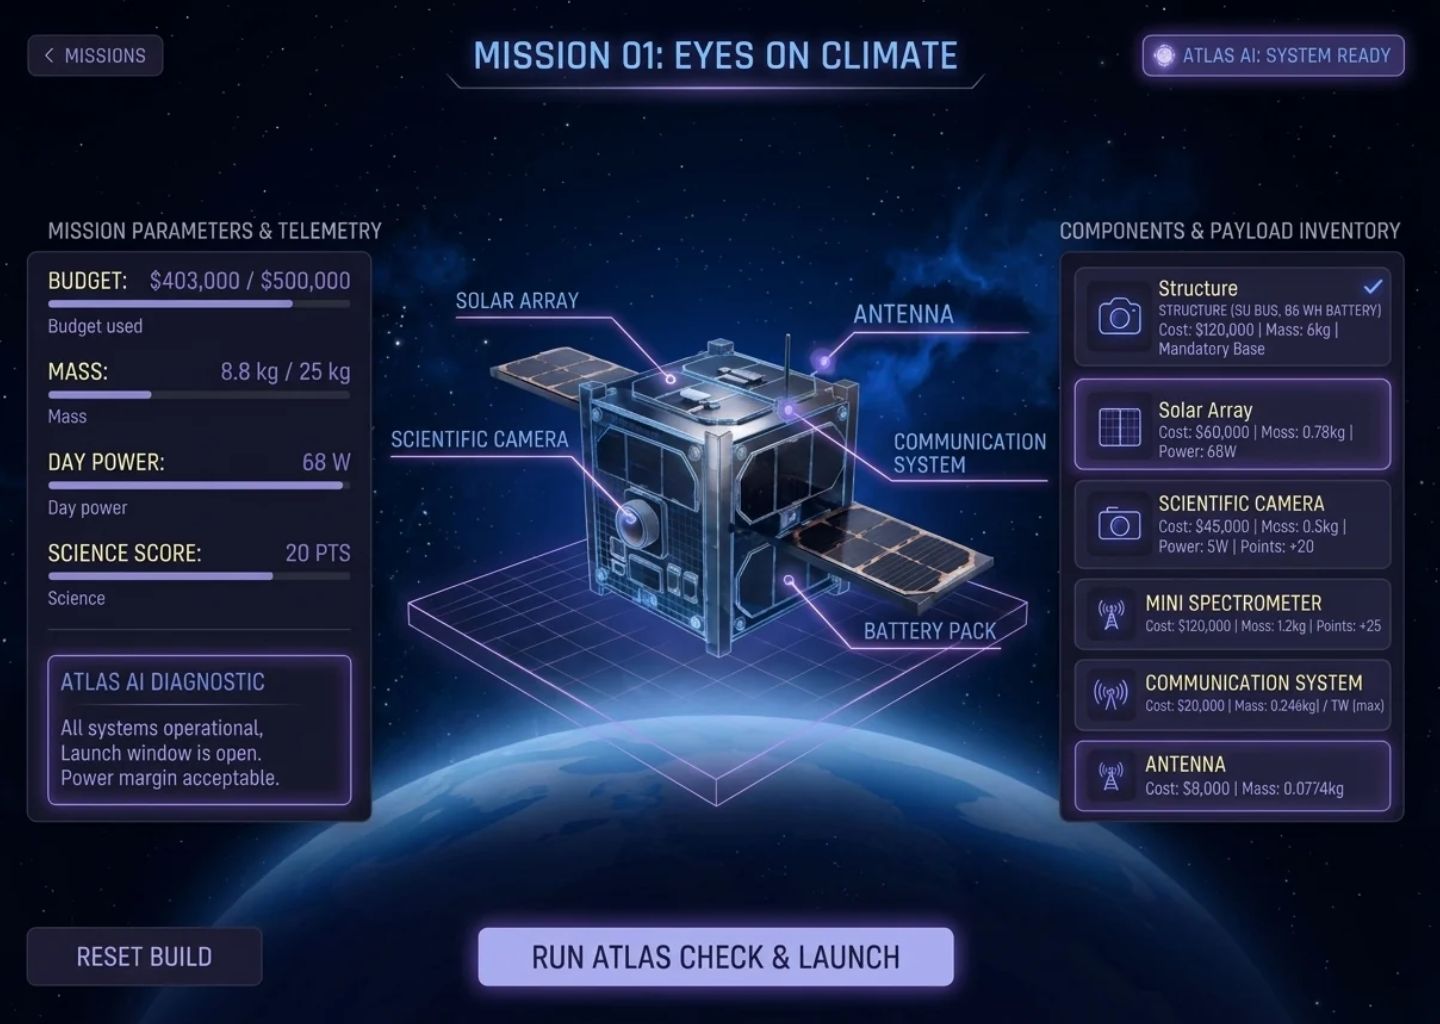 MISSIONS
MISSION 01: EYES ON CLIMATE
ATLAS AI: SYSTEM READY
MISSION PARAMETERS & TELEMETRY
BUDGET: $403,000 / $500,000
Budget used
MASS: 8.8 kg / 25 kg
Mass
DAY POWER: 68 W
Day power
SCIENCE SCORE: 20 PTS
Science
ATLAS AI DIAGNOSTIC
All systems operational,
Launch window is open.
Power margin acceptable.
SOLAR ARRAY
ANTENNA
SCIENTIFIC CAMERA
COMMUNICATION
SYSTEM
BATTERY PACK
COMPONENTS & PAYLOAD INVENTORY
Structure
STRUCTURE (SU BUS, 86 WH BATTERY)
Cost: $120,000 | Mass: 6kg |
Mandatory Base
Solar Array
Cost: $60,000 | Moss: 0.78kg |
Power: 68W
SCIENTIFIC CAMERA
Cost: $45,000 | Moss: 0.Skg |
Power: 5W | Points: +20
MINI SPECTROMETER
Cost: $120,000 | Moss: 1.2kg | Points: +25
COMMUNICATION SYSTEM
Cost: $20,000 | Mass: 0.246kg| / TW (max)
ANTENNA
Cost: $8,000 | Mass: 0.0774kg
RESET BUILD
RUN ATLAS CHECK & LAUNCH